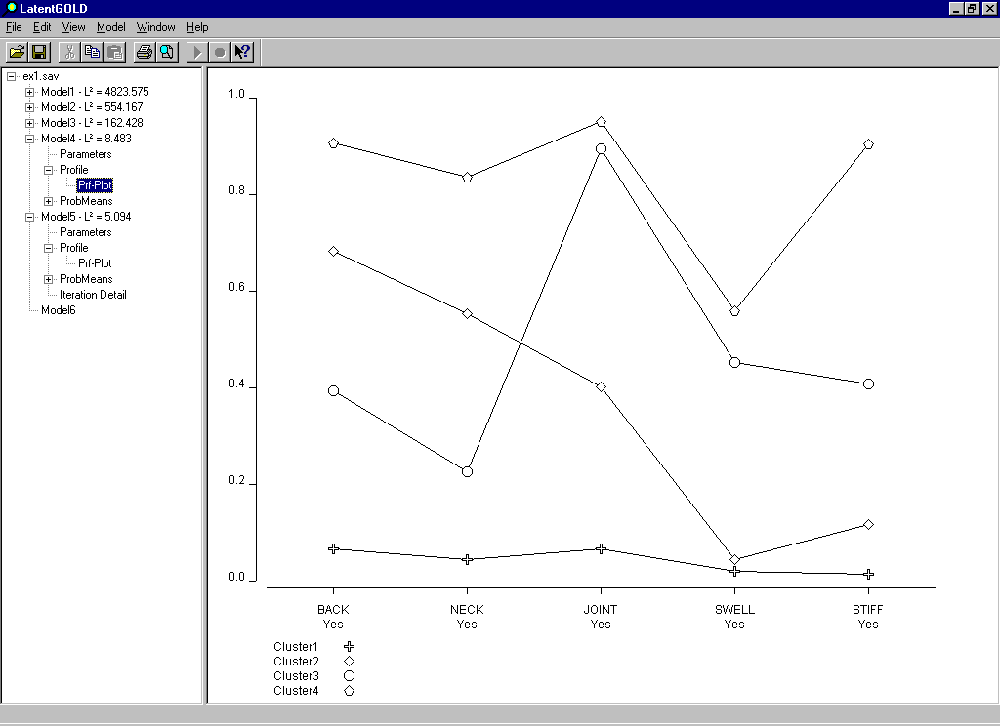 LatentGOLD
File Edit View Model Window Help
ex1.sav
Model1 - L² = 4823.575
Model2 - L² = 554.167
Model3 - L² = 162.428
Model4 - L² = 8.483
Parameters
Profile
Prf-Plot
ProbMeans
Model5 - L² = 5.094
Parameters
Profile
Prf-Plot
ProbMeans
Iteration Detail
Model6
1.0
0.8
0.6
0.4
0.2
0.0
BACK NECK JOINT SWELL STIFF
Yes Yes Yes Yes Yes
Cluster1
Cluster2
Cluster3
Cluster4